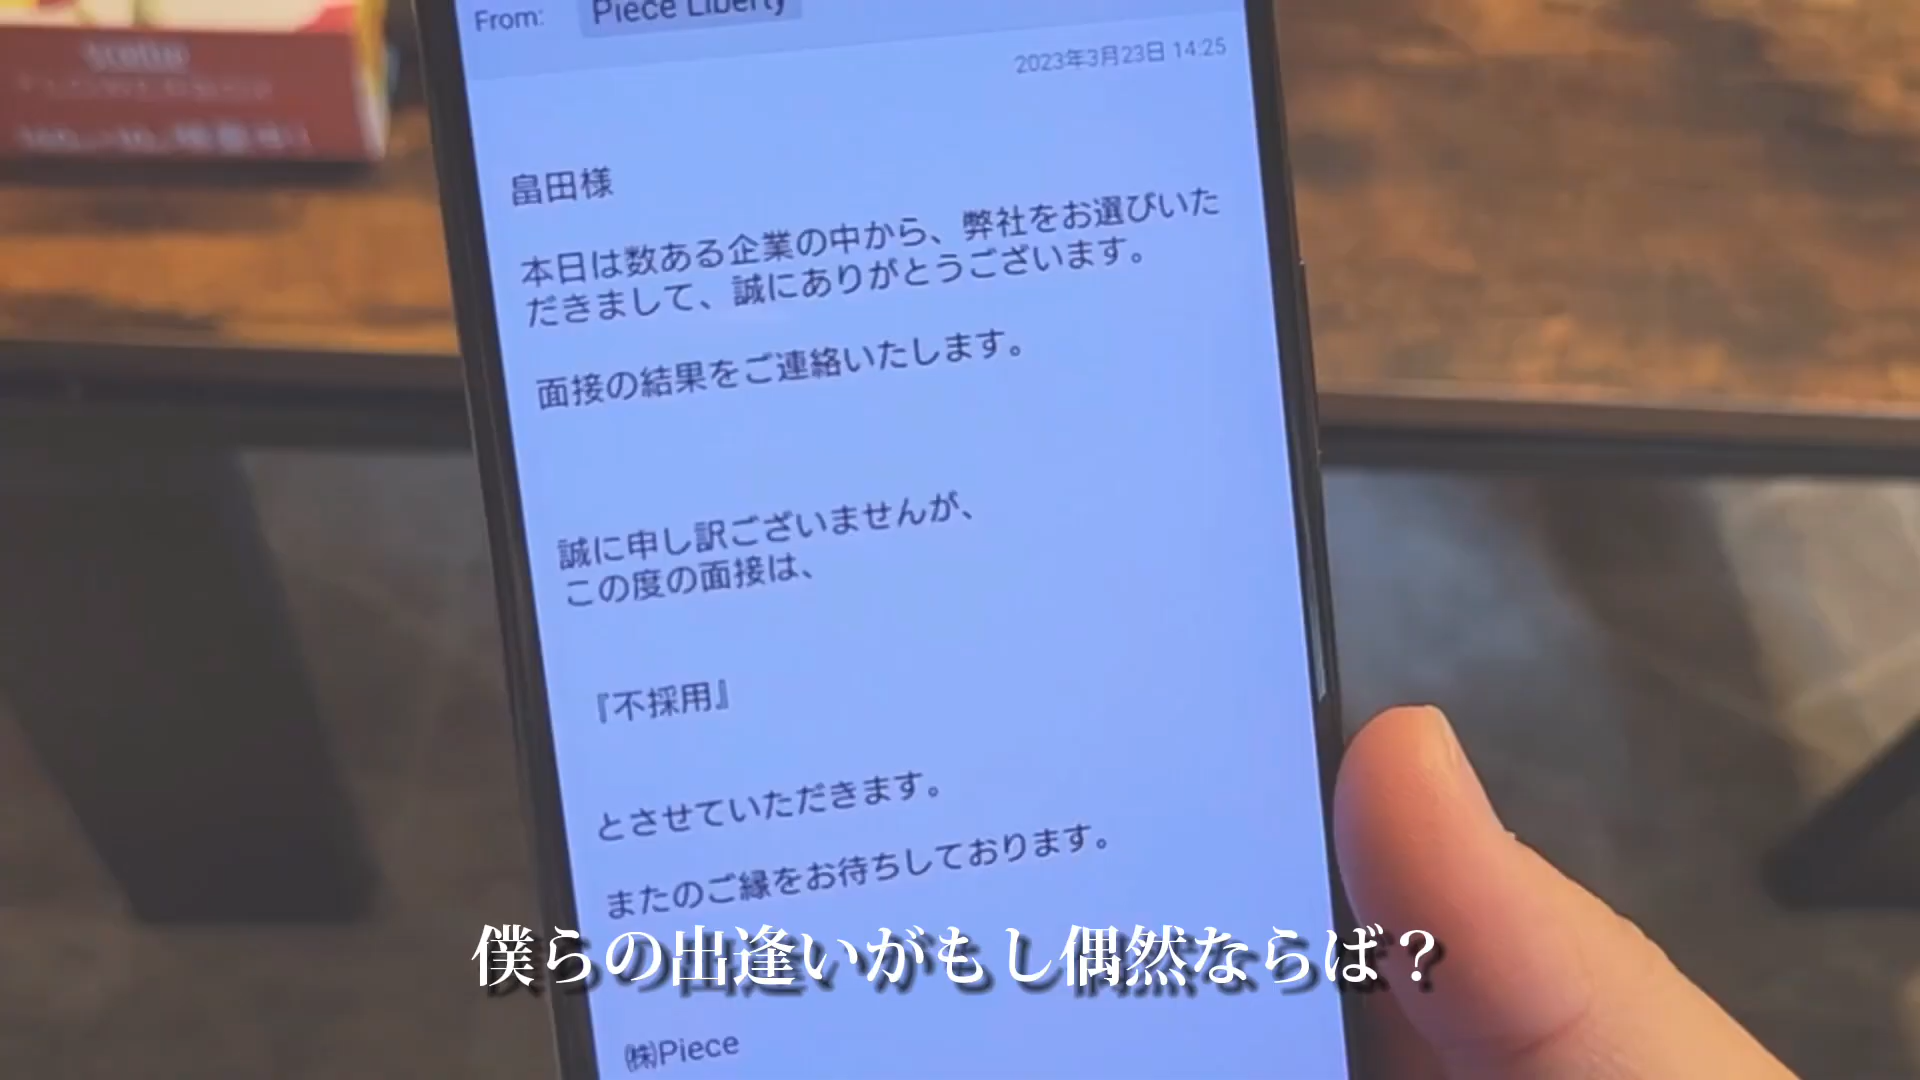 From: Piece Liberty
2023年3月23日 14:25
畠田様
本日は数ある企業の中から、弊社をお選びいた
だきまして、誠にありがとうございます。
面接の結果をご連絡いたします。
誠に申し訳ございませんが、
この度の面接は、
『不採用』
とさせていただきます。
またのご縁をお待ちしております。
僕らの出逢いがもし偶然ならば？
㈱Piece